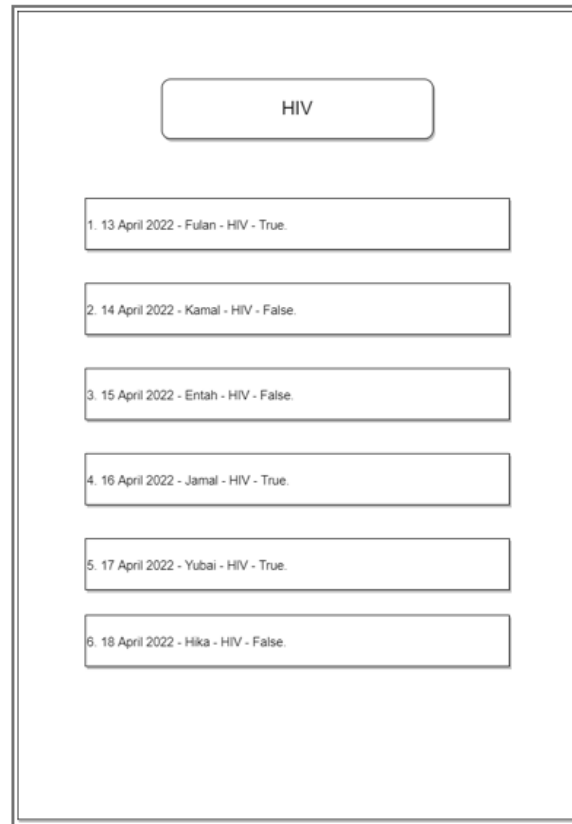 HIV
1. 13 April 2022 - Fulan - HIV - True.
2. 14 April 2022 - Kamal - HIV - False.
3. 15 April 2022 - Entah - HIV - False.
4. 16 April 2022 - Jamal - HIV - True.
5. 17 April 2022 - Yubai - HIV - True.
6. 18 April 2022 - Hika - HIV - False.